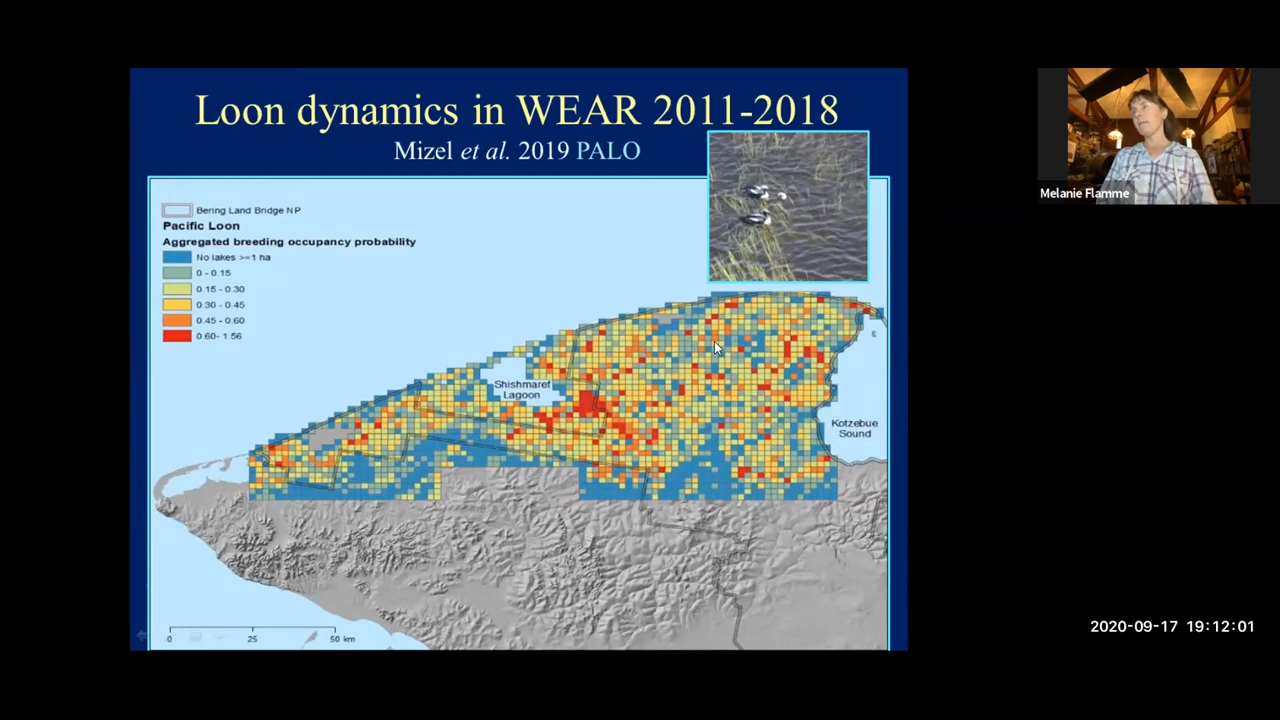 Loon dynamics in WEAR 2011-2018
Mizel et al. 2019 PALO
Bering Land Bridge NP
Pacific Loon
Aggregated breeding occupancy probability
No lakes >=1 ha
0 - 0.15
0.15 - 0.30
0.30 - 0.45
0.45 - 0.60
0.60- 1.56
Shishmaref
Lagoon
Kotzebue
Sound
0 25 50 km
Melanie Flamme
2020-09-17 19:12:01